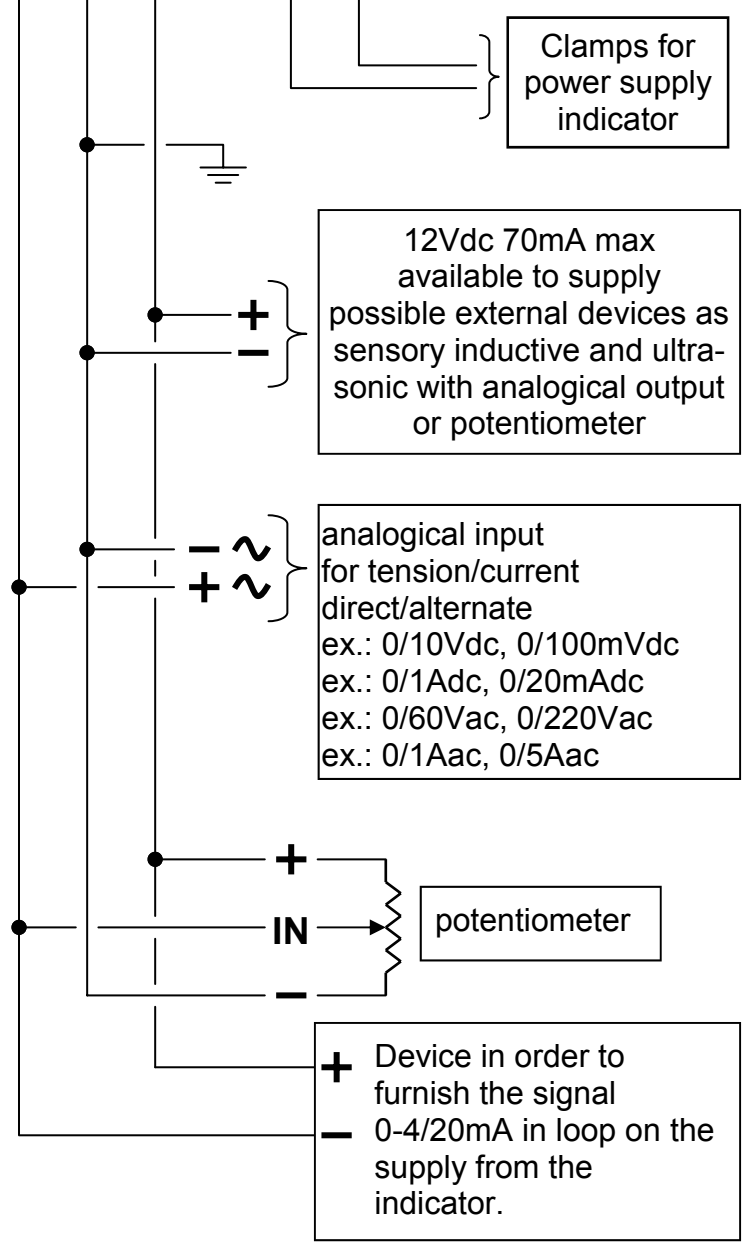 Clamps for
power supply
indicator
12Vdc 70mA max
available to supply
possible external devices as
sensory inductive and ultra-
sonic with analogical output
or potentiometer
+
−
analogical input
for tension/current
direct/alternate
ex.: 0/10Vdc, 0/100mVdc
ex.: 0/1Adc, 0/20mAdc
ex.: 0/60Vac, 0/220Vac
ex.: 0/1Aac, 0/5Aac
− ~
+ ~
+
IN
−
potentiometer
+ Device in order to
furnish the signal
− 0-4/20mA in loop on the
supply from the
indicator.